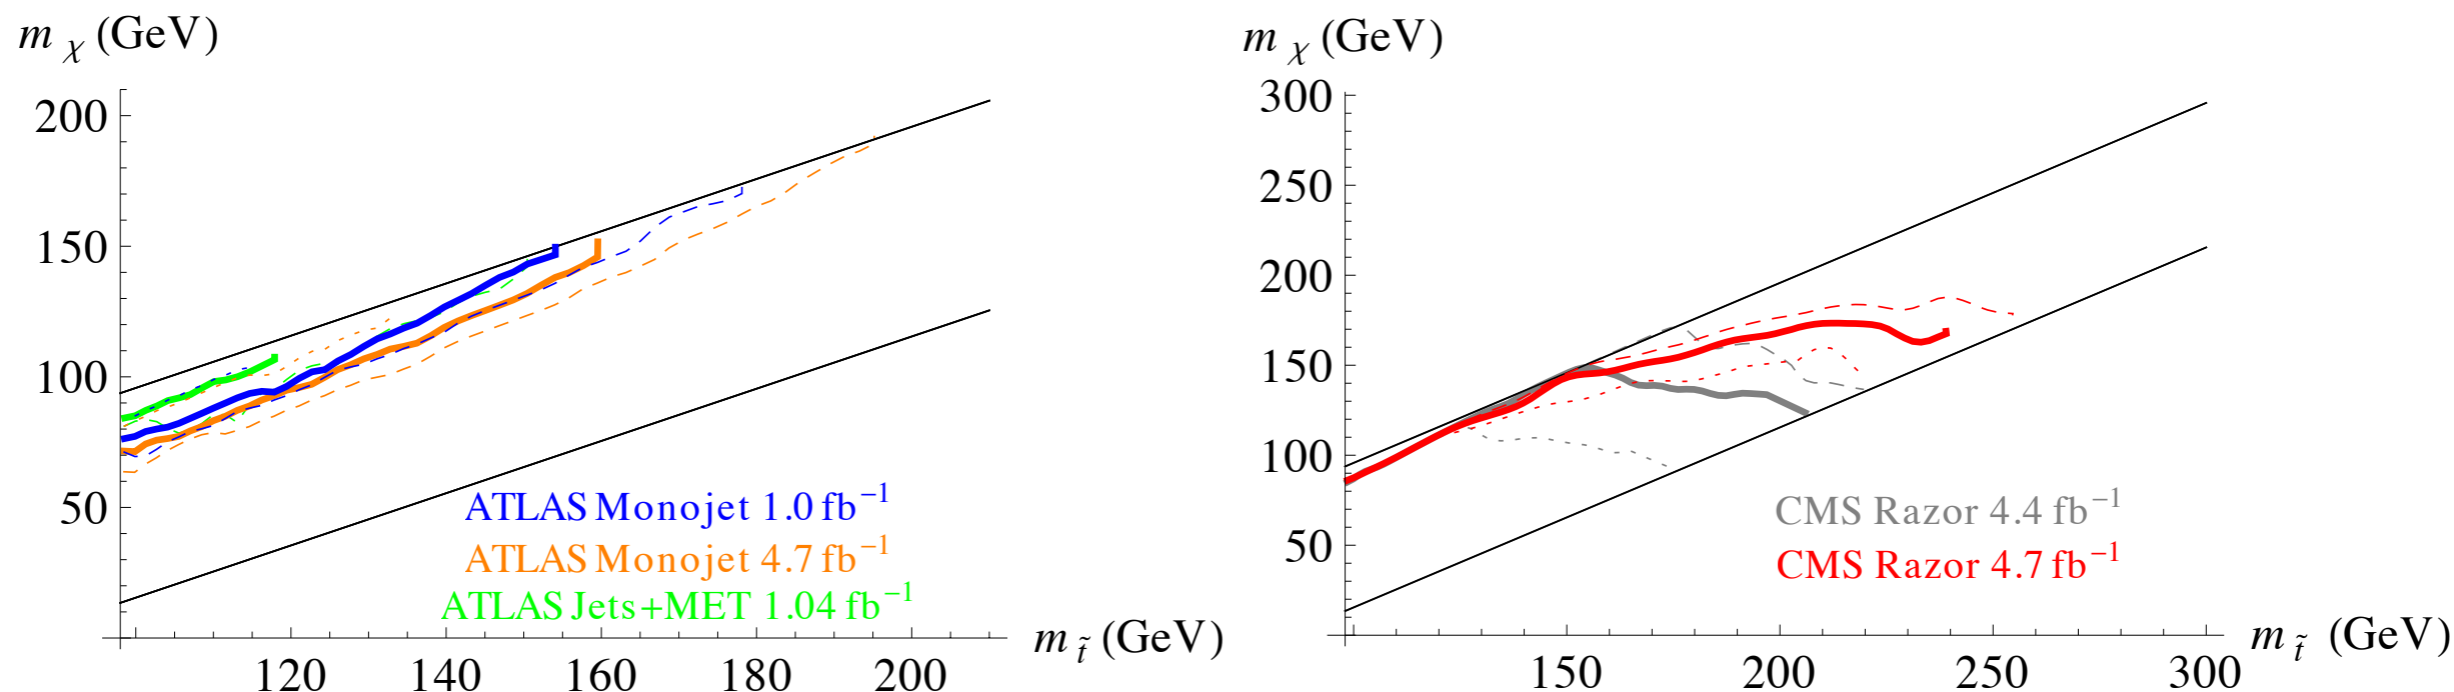 m χ (GeV)
200
150
100
50
ATLAS Monojet 1.0 fb⁻¹
ATLAS Monojet 4.7 fb⁻¹
ATLAS Jets+MET 1.04 fb⁻¹
120 140 160 180 200
m t̃ (GeV)
m χ (GeV)
300
250
200
150
100
50
CMS Razor 4.4 fb⁻¹
CMS Razor 4.7 fb⁻¹
150 200 250 300
m t̃ (GeV)